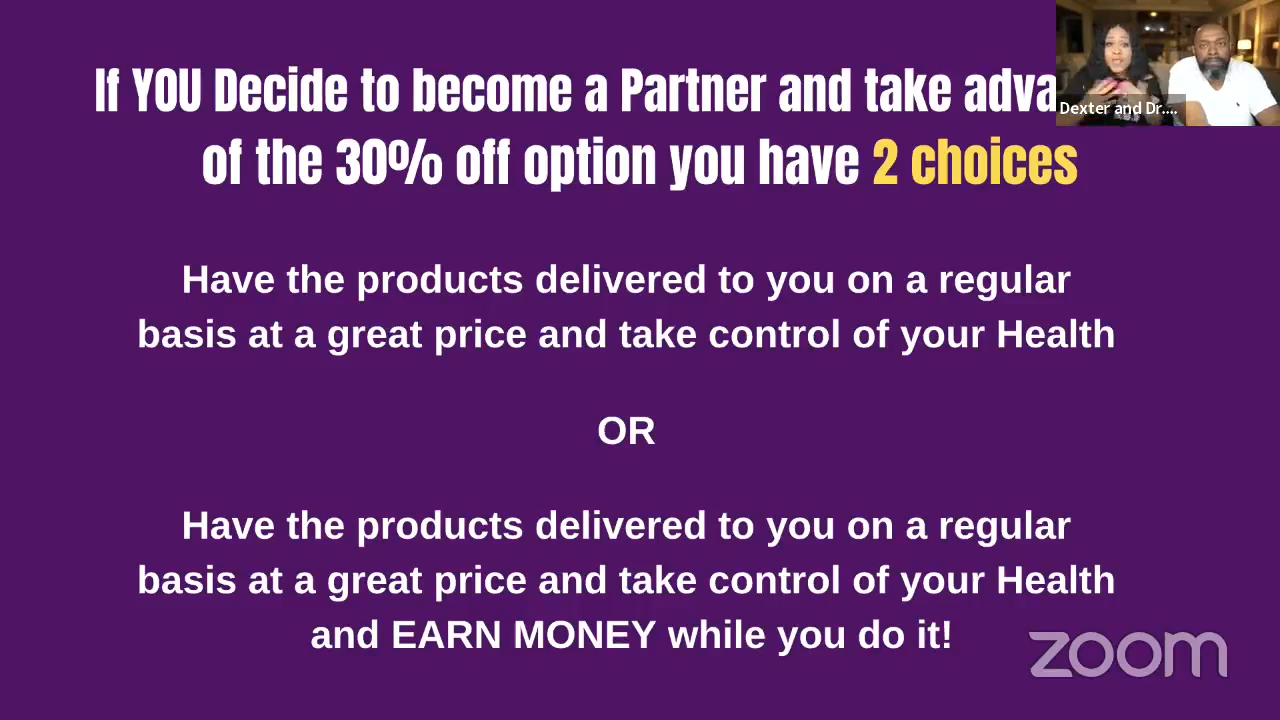 If YOU Decide to become a Partner and take adva
Dexter and Dr....
of the 30% off option you have 2 choices
Have the products delivered to you on a regular
basis at a great price and take control of your Health
OR
Have the products delivered to you on a regular
basis at a great price and take control of your Health
and EARN MONEY while you do it!
zoom